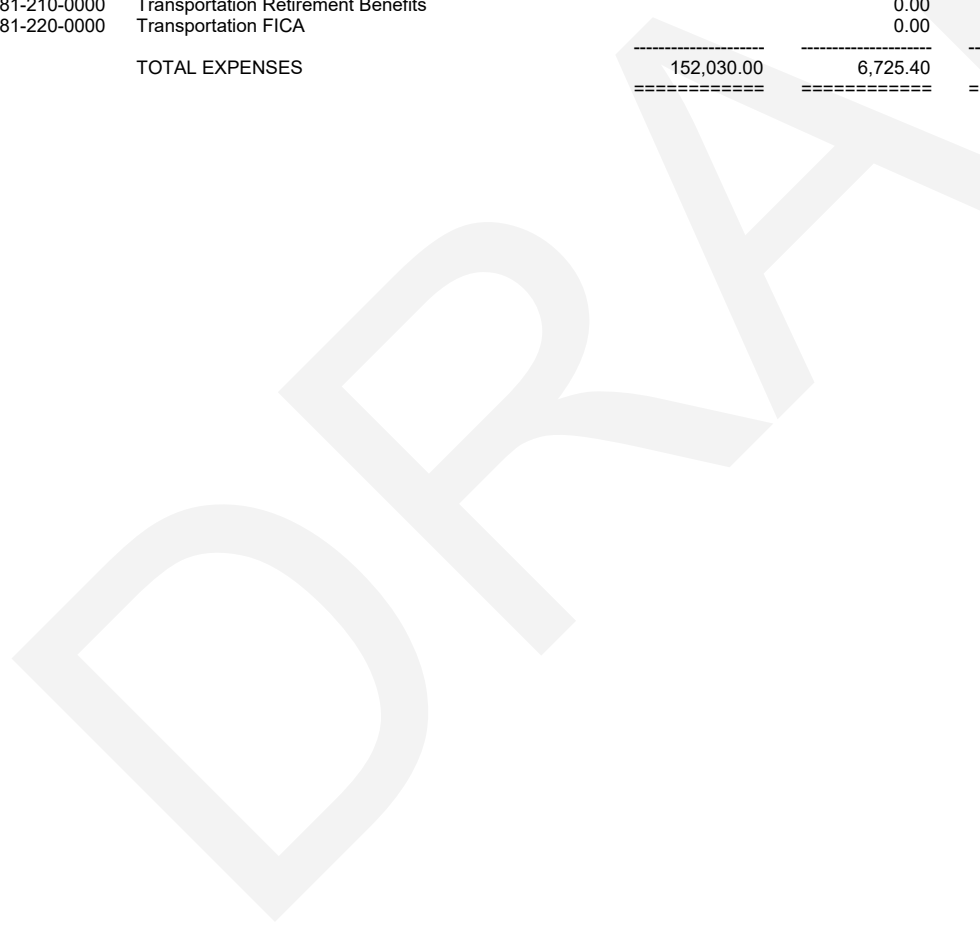 81-210-0000 Transportation Retirement Benefits 0.00
81-220-0000 Transportation FICA 0.00
--------------------- --------------------- --
TOTAL EXPENSES 152,030.00 6,725.40
============ ============ =
DRA